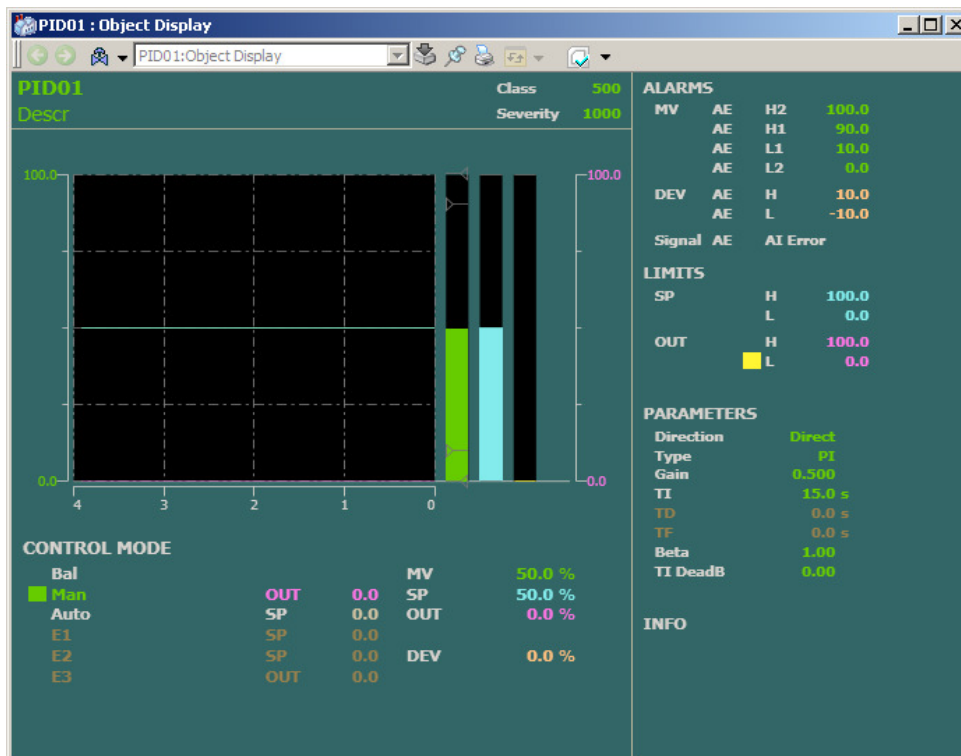 PID01 : Object Display
PID01:Object Display
PID01
Descr
Class 500
Severity 1000
100.0
0.0
100.0
0.0
4 3 2 1 0
CONTROL MODE
Bal MV 50.0 %
Man OUT 0.0 SP 50.0 %
Auto SP 0.0 OUT 0.0 %
E1 SP 0.0
E2 SP 0.0 DEV 0.0 %
E3 OUT 0.0
ALARMS
MV AE H2 100.0
AE H1 90.0
AE L1 10.0
AE L2 0.0
DEV AE H 10.0
AE L -10.0
Signal AE AI Error
LIMITS
SP H 100.0
L 0.0
OUT H 100.0
L 0.0
PARAMETERS
Direction Direct
Type PI
Gain 0.500
TI 15.0 s
TD 0.0 s
TF 0.0 s
Beta 1.00
TI DeadB 0.00
INFO